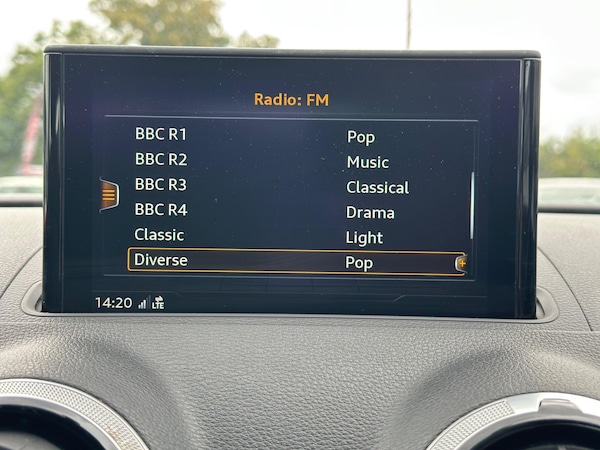 Radio: FM
BBC R1 Pop
BBC R2 Music
BBC R3 Classical
BBC R4 Drama
Classic Light
Diverse Pop
14:20 LTE